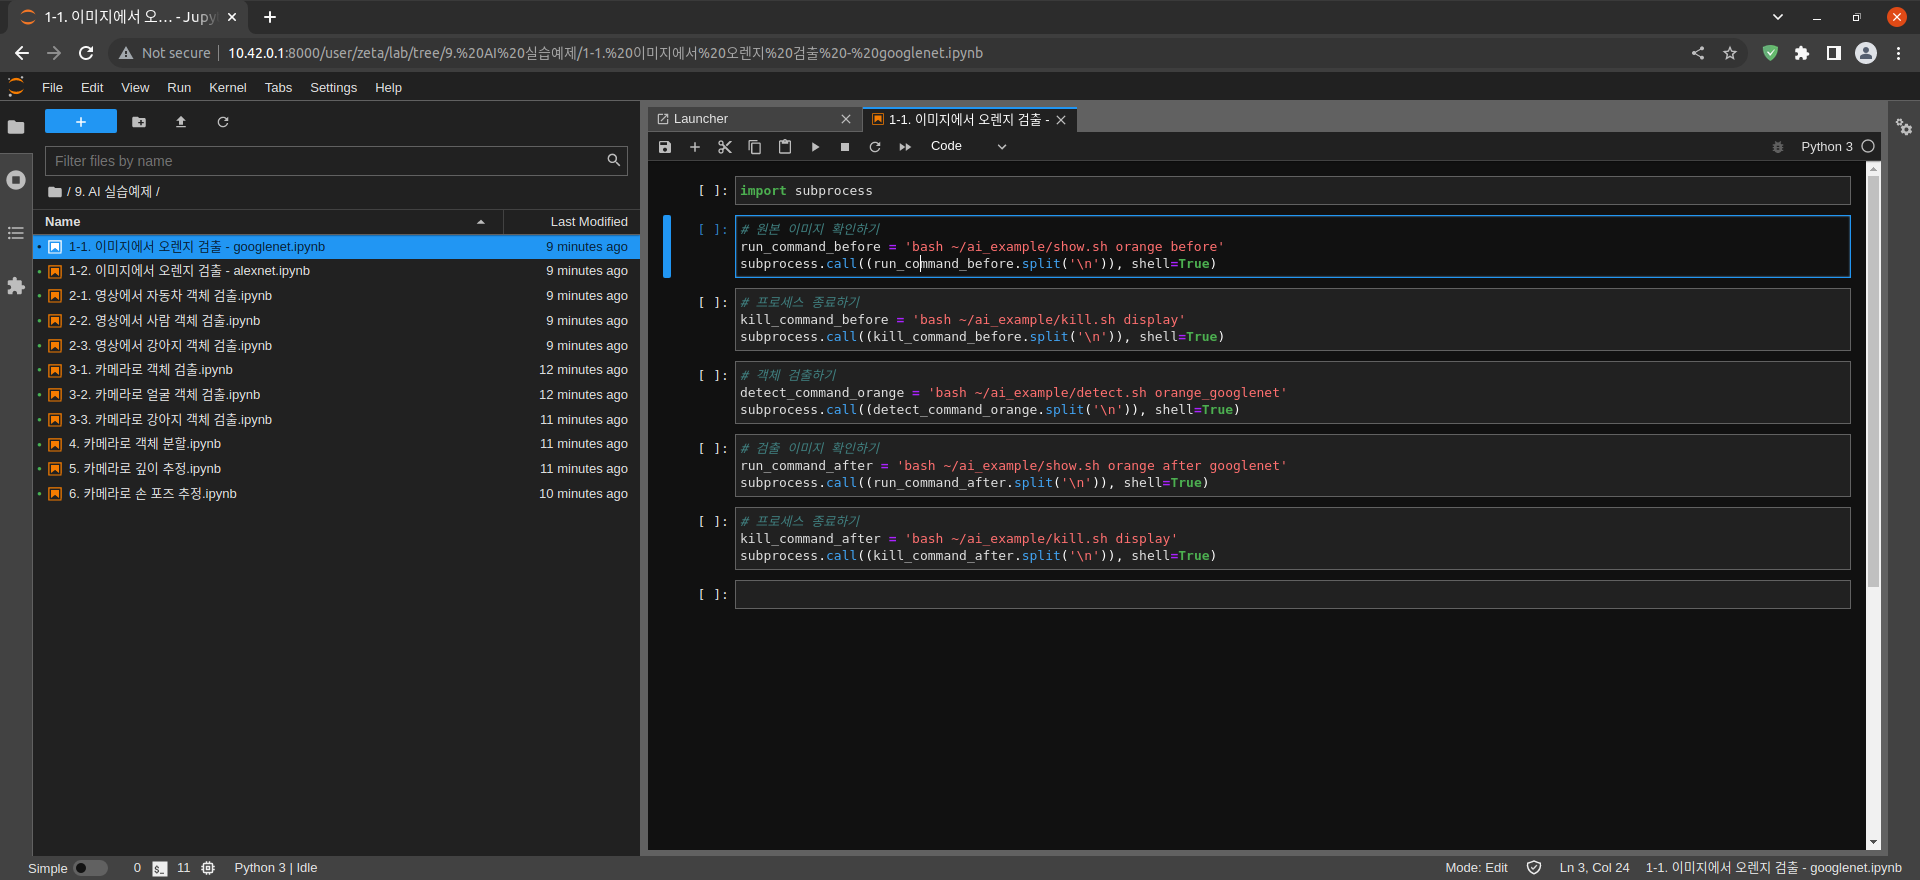 1-1. 이미지에서 오... - Jupy
Not secure
10.42.0.1:8000/user/zeta/lab/tree/9.%20AI%20실습예제/1-1.%20이미지에서%20오렌지%20검출%20-%20googlenet.ipynb
File Edit View Run Kernel Tabs Settings Help
Filter files by name
/ 9. AI 실습예제 /
Name Last Modified
1-1. 이미지에서 오렌지 검출 - googlenet.ipynb 9 minutes ago
1-2. 이미지에서 오렌지 검출 - alexnet.ipynb 9 minutes ago
2-1. 영상에서 자동차 객체 검출.ipynb 9 minutes ago
2-2. 영상에서 사람 객체 검출.ipynb 9 minutes ago
2-3. 영상에서 강아지 객체 검출.ipynb 9 minutes ago
3-1. 카메라로 객체 검출.ipynb 12 minutes ago
3-2. 카메라로 얼굴 객체 검출.ipynb 12 minutes ago
3-3. 카메라로 강아지 객체 검출.ipynb 11 minutes ago
4. 카메라로 객체 분할.ipynb 11 minutes ago
5. 카메라로 깊이 추정.ipynb 11 minutes ago
6. 카메라로 손 포즈 추정.ipynb 10 minutes ago
Launcher
1-1. 이미지에서 오렌지 검출 -
Code
Python 3
[ ]: import subprocess
[ ]: # 원본 이미지 확인하기
run_command_before = 'bash ~/ai_example/show.sh orange before'
subprocess.call((run_command_before.split('\n')), shell=True)
[ ]: # 프로세스 종료하기
kill_command_before = 'bash ~/ai_example/kill.sh display'
subprocess.call((kill_command_before.split('\n')), shell=True)
[ ]: # 객체 검출하기
detect_command_orange = 'bash ~/ai_example/detect.sh orange_googlenet'
subprocess.call((detect_command_orange.split('\n')), shell=True)
[ ]: # 검출 이미지 확인하기
run_command_after = 'bash ~/ai_example/show.sh orange after googlenet'
subprocess.call((run_command_after.split('\n')), shell=True)
[ ]: # 프로세스 종료하기
kill_command_after = 'bash ~/ai_example/kill.sh display'
subprocess.call((kill_command_after.split('\n')), shell=True)
[ ]:
Simple 0 $_ 11 Python 3 | Idle
Mode: Edit Ln 3, Col 24 1-1. 이미지에서 오렌지 검출 - googlenet.ipynb